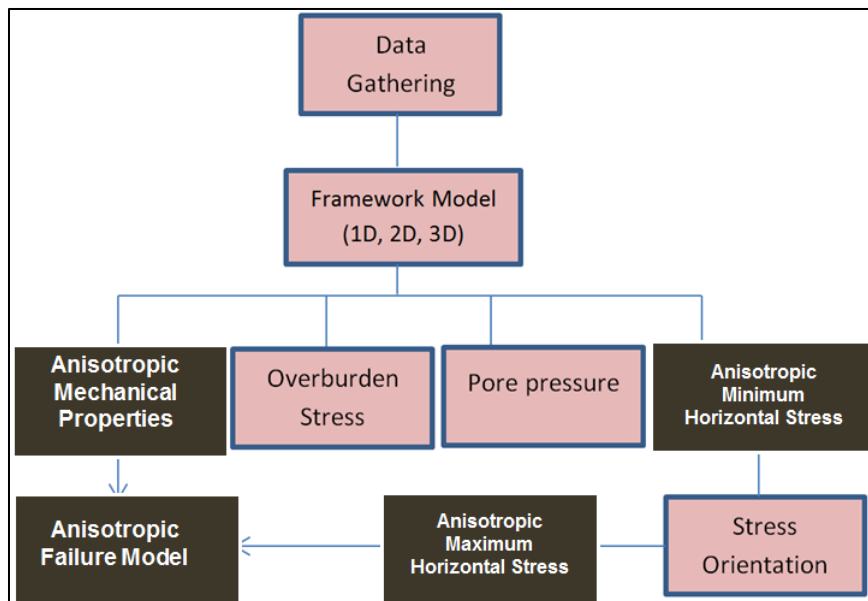 Data
Gathering
Framework Model
(1D, 2D, 3D)
Anisotropic
Mechanical
Properties
Overburden
Stress
Pore pressure
Anisotropic
Minimum
Horizontal Stress
Anisotropic
Failure Model
Anisotropic
Maximum
Horizontal Stress
Stress
Orientation